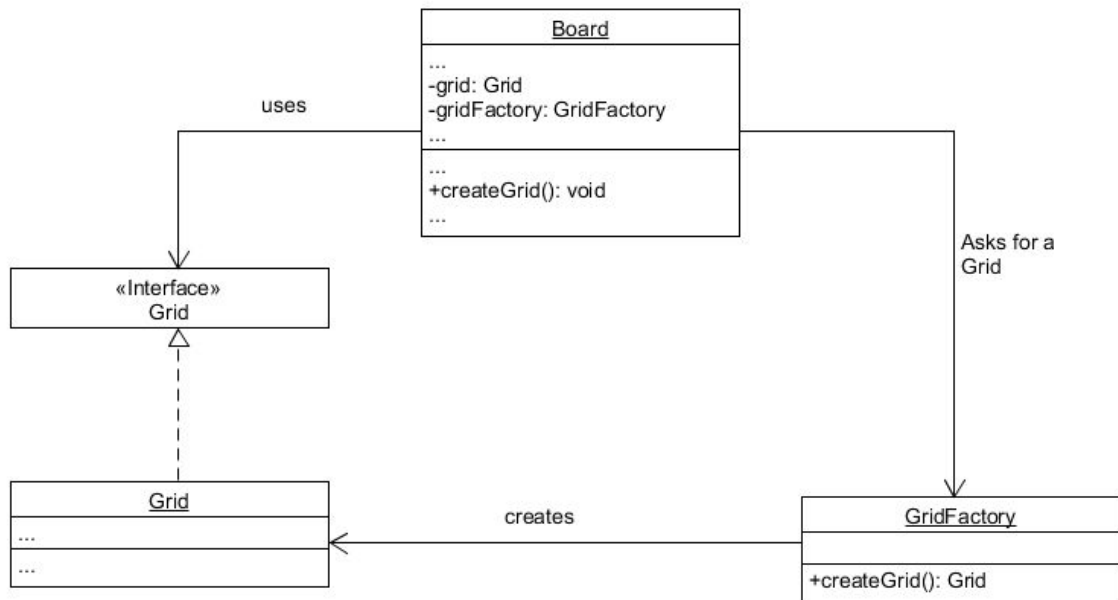 Board
...
-grid: Grid
-gridFactory: GridFactory
...
...
+createGrid(): void
...
uses
Asks for a
Grid
«Interface»
Grid
Grid
...
...
creates
GridFactory
+createGrid(): Grid